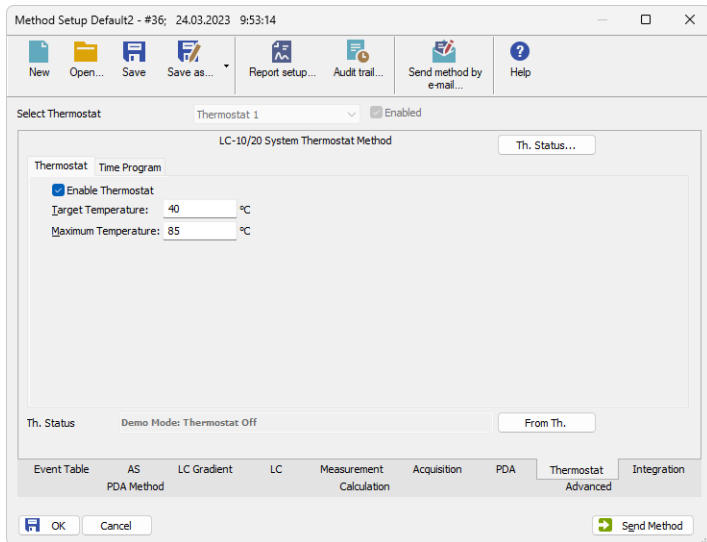 Method Setup Default2 - #36;  24.03.2023  9:53:14
New Open... Save Save as... Report setup... Audit trail... Send method by e-mail... Help
Select Thermostat Thermostat 1 Enabled
LC-10/20 System Thermostat Method Th. Status...
Thermostat Time Program
Enable Thermostat
Target Temperature: 40 °C
Maximum Temperature: 85 °C
Th. Status Demo Mode: Thermostat Off From Th.
Event Table AS LC Gradient LC Measurement Acquisition PDA Thermostat Integration
PDA Method Calculation Advanced
OK Cancel Send Method